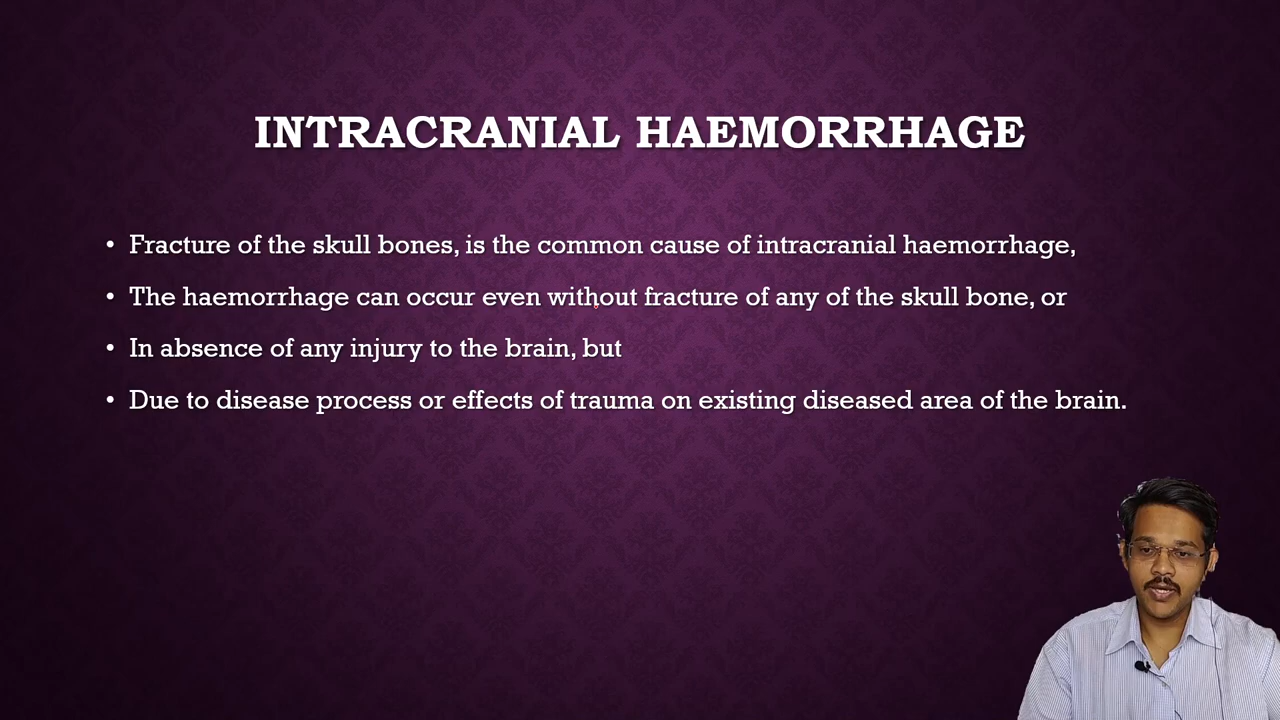 INTRACRANIAL HAEMORRHAGE
• Fracture of the skull bones, is the common cause of intracranial haemorrhage,
• The haemorrhage can occur even without fracture of any of the skull bone, or
• In absence of any injury to the brain, but
• Due to disease process or effects of trauma on existing diseased area of the brain.